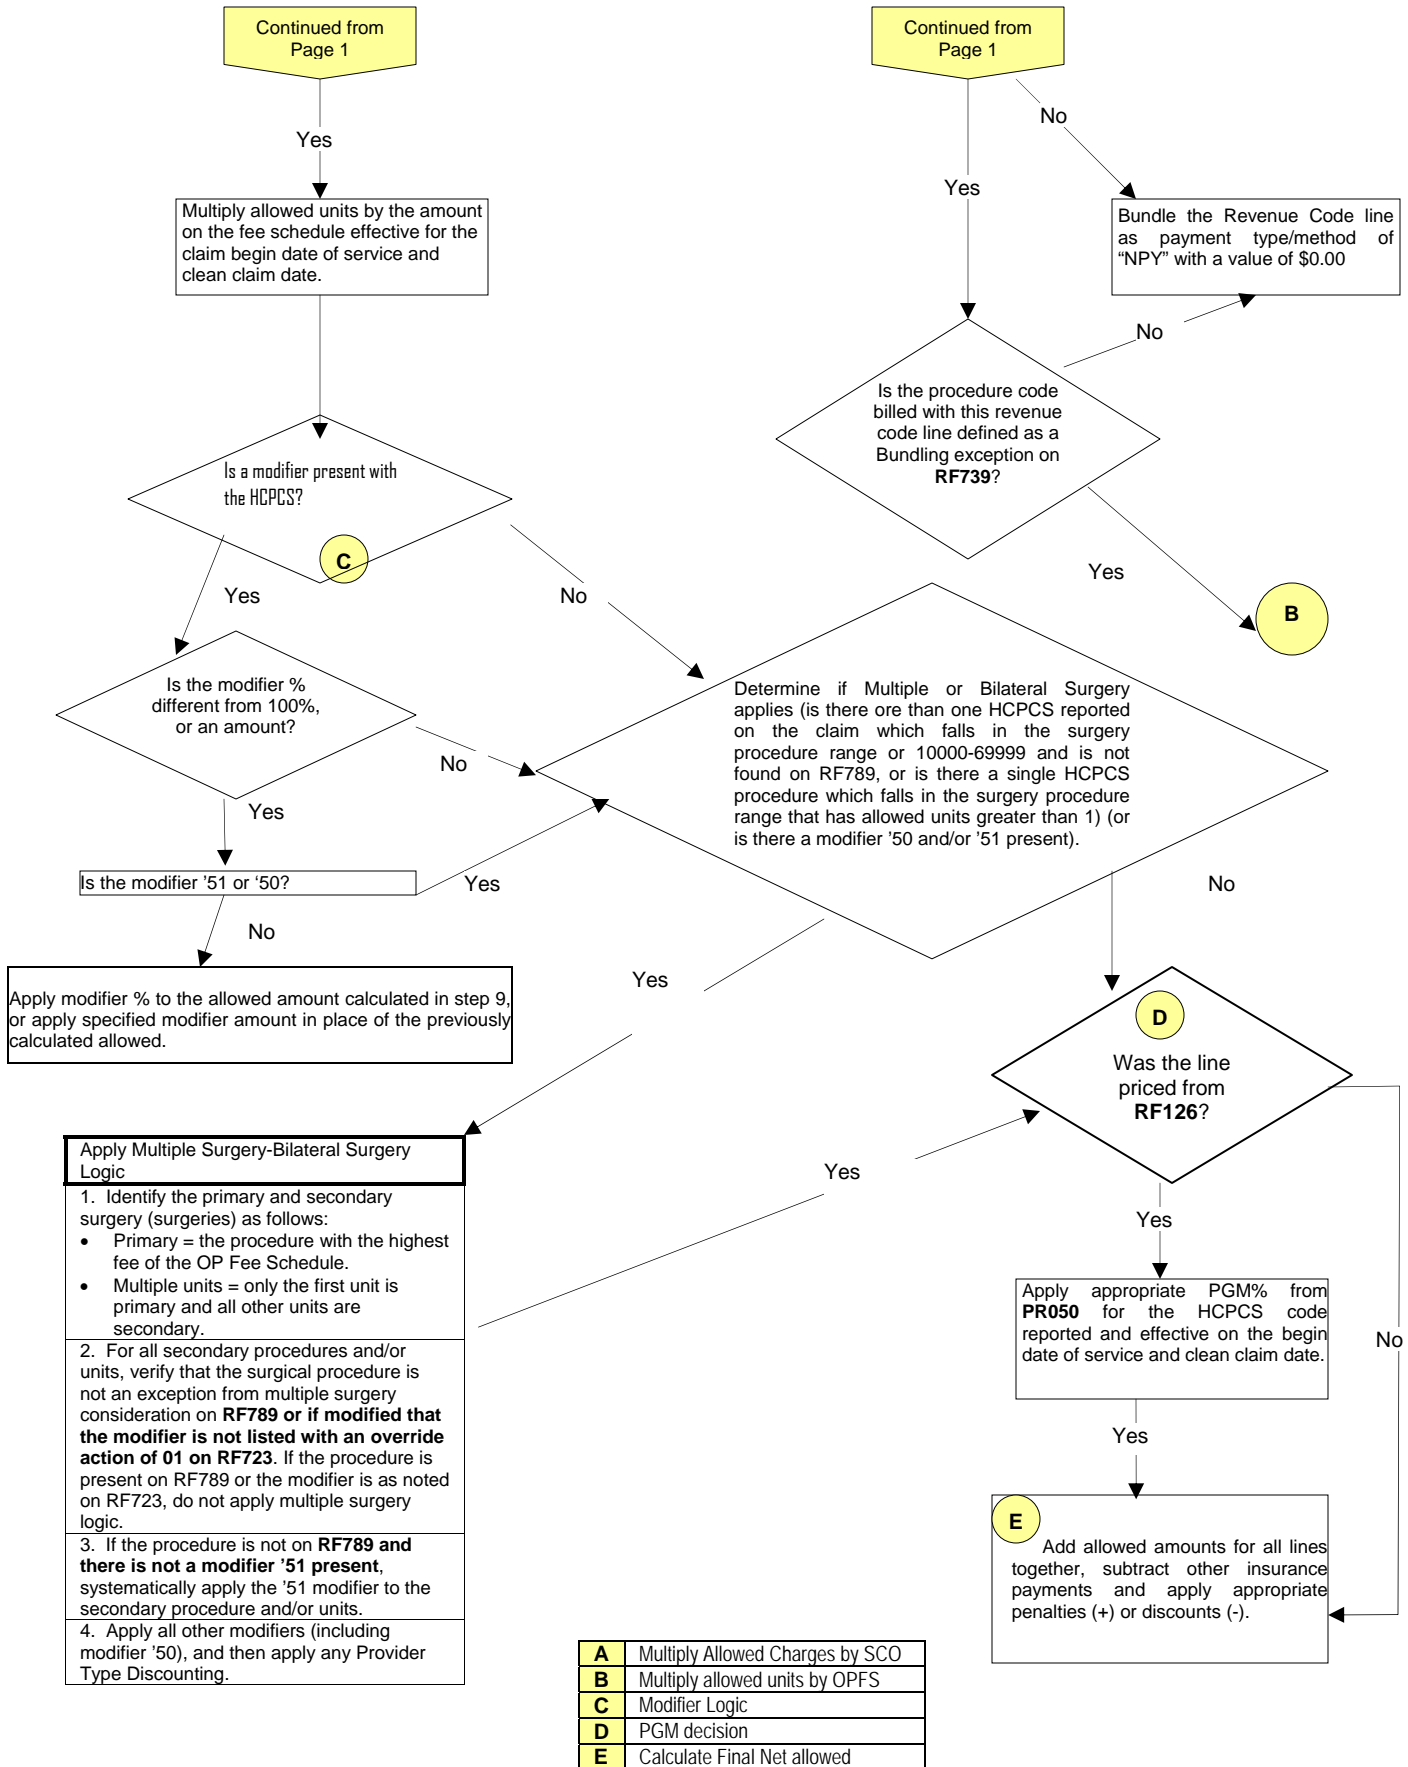 Continued from
Page 1
Continued from
Page 1
Yes
No
Yes
Multiply allowed units by the amount
on the fee schedule effective for the
claim begin date of service and
clean claim date.
Bundle the Revenue Code line
as payment type/method of
“NPY” with a value of $0.00
No
Is the procedure code
billed with this revenue
code line defined as a
Bundling exception on
RF739?
Is a modifier present with
the HCPCS?
C
Yes
No
Yes
B
Is the modifier %
different from 100%,
or an amount?
No
Yes
Determine if Multiple or Bilateral Surgery
applies (is there ore than one HCPCS reported
on the claim which falls in the surgery
procedure range or 10000-69999 and is not
found on RF789, or is there a single HCPCS
procedure which falls in the surgery procedure
range that has allowed units greater than 1) (or
is there a modifier '50 and/or '51 present).
Is the modifier '51 or ‘50?
Yes
No
No
Yes
Apply modifier % to the allowed amount calculated in step 9,
or apply specified modifier amount in place of the previously
calculated allowed.
D
Was the line
priced from
RF126?
Apply Multiple Surgery-Bilateral Surgery
Logic
1. Identify the primary and secondary
surgery (surgeries) as follows:
• Primary = the procedure with the highest
fee of the OP Fee Schedule.
• Multiple units = only the first unit is
primary and all other units are
secondary.
2. For all secondary procedures and/or
units, verify that the surgical procedure is
not an exception from multiple surgery
consideration on RF789 or if modified that
the modifier is not listed with an override
action of 01 on RF723. If the procedure is
present on RF789 or the modifier is as noted
on RF723, do not apply multiple surgery
logic.
3. If the procedure is not on RF789 and
there is not a modifier '51 present,
systematically apply the '51 modifier to the
secondary procedure and/or units.
4. Apply all other modifiers (including
modifier '50), and then apply any Provider
Type Discounting.
Yes
Yes
Apply appropriate PGM% from
PR050 for the HCPCS code
reported and effective on the begin
date of service and clean claim date.
No
Yes
E
Add allowed amounts for all lines
together, subtract other insurance
payments and apply appropriate
penalties (+) or discounts (-).
A Multiply Allowed Charges by SCO
B Multiply allowed units by OPFS
C Modifier Logic
D PGM decision
E Calculate Final Net allowed